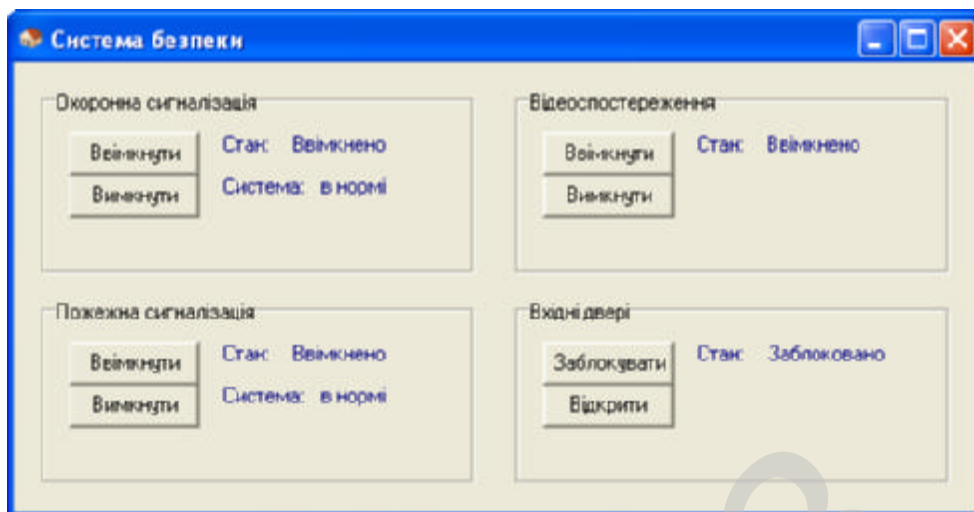 Система безпеки
Охоронна сигналізація
Ввімкнути
Вимкнути
Стан: Ввімкнено
Система: в нормі
Відеоспостереження
Ввімкнути
Вимкнути
Стан: Ввімкнено
Пожежна сигналізація
Ввімкнути
Вимкнути
Стан: Ввімкнено
Система: в нормі
Вхідні двері
Заблокувати
Відкрити
Стан: Заблоковано